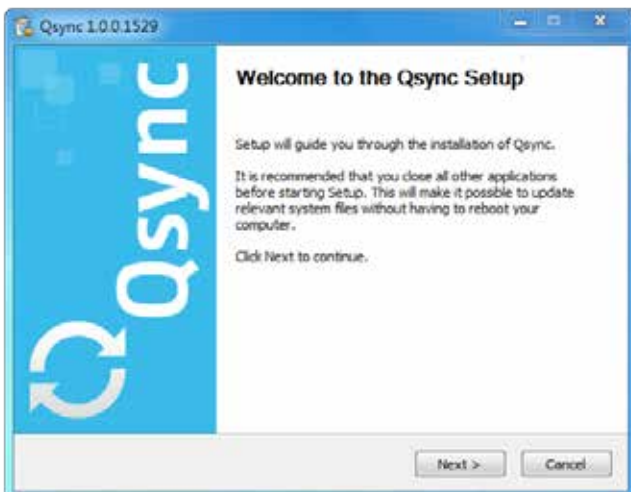 Qsync 1.0.0.1529
Qsync
Welcome to the Qsync Setup
Setup will guide you through the installation of Qsync.
It is recommended that you close all other applications
before starting Setup. This will make it possible to update
relevant system files without having to reboot your
computer.
Click Next to continue.
Next >
Cancel